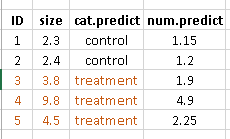 ID size cat.predict num.predict
1 2.3 control 1.15
2 2.4 control 1.2
3 3.8 treatment 1.9
4 9.8 treatment 4.9
5 4.5 treatment 2.25